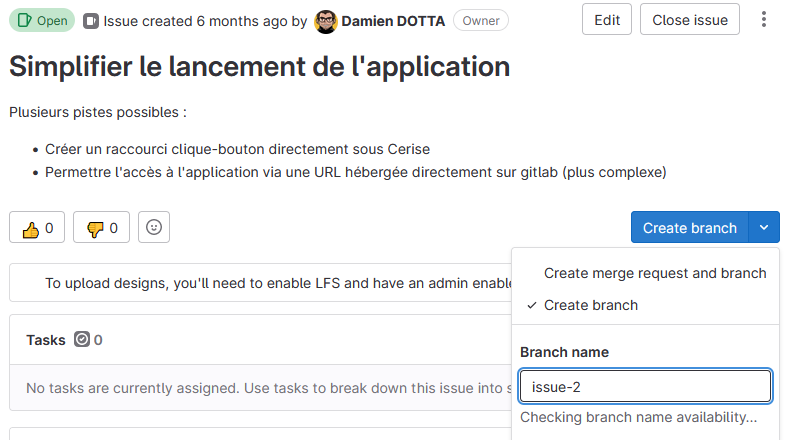 Open Issue created 6 months ago by Damien DOTTA Owner Edit Close issue
Simplifier le lancement de l'application
Plusieurs pistes possibles :
• Créer un raccourci clique-bouton directement sous Cerise
• Permettre l'accès à l'application via une URL hébergée directement sur gitlab (plus complexe)
0 0 Create branch
Create merge request and branch
To upload designs, you'll need to enable LFS and have an admin enable
Create branch
Tasks 0
Branch name
No tasks are currently assigned. Use tasks to break down this issue into
issue-2
Checking branch name availability...